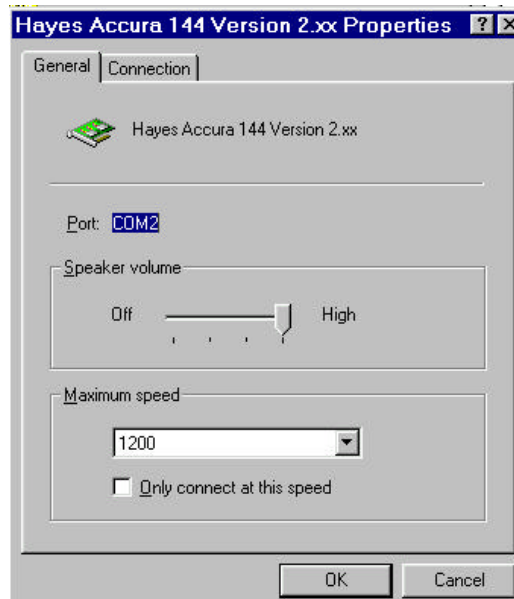 Hayes Accura 144 Version 2.xx Properties
General Connection
Hayes Accura 144 Version 2.xx
Port: COM2
Speaker volume
Off High
Maximum speed
1200
Only connect at this speed
OK Cancel